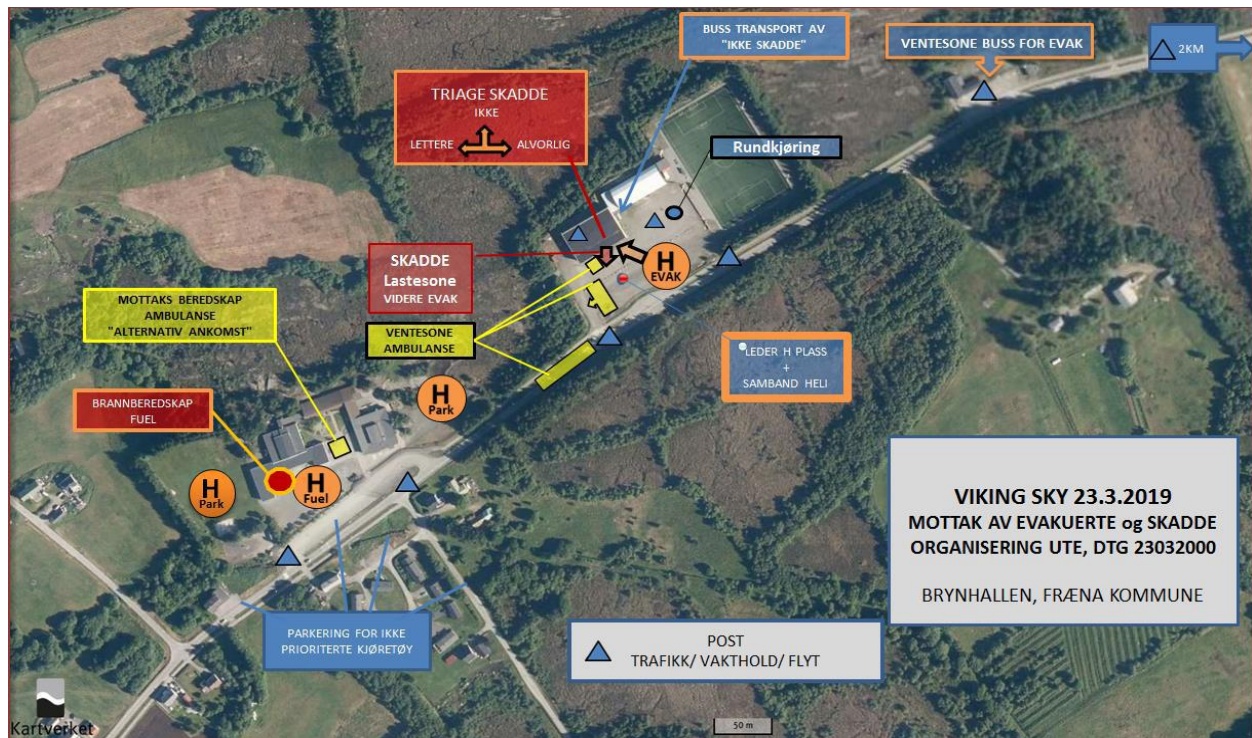 BUSS TRANSPORT AV
"IKKE SKADDE"
VENTESONE BUSS FOR EVAK
2KM
TRIAGE SKADDE
IKKE
LETTERE
ALVORLIG
Rundkjøring
SKADDE
Lastesone
VIDERE EVAK
H
EVAK
MOTTAKS BEREDSKAP
AMBULANSE
"ALTERNATIV ANKOMST"
VENTESONE
AMBULANSE
LEDER H PLASS
+
SAMBAND HELI
BRANNBEREDSKAP
FUEL
H
Park
H
Park
H
Fuel
VIKING SKY 23.3.2019
MOTTAK AV EVAKUERTE og SKADDE
ORGANISERING UTE, DTG 23032000
BRYNHALLEN, FRÆNA KOMMUNE
PARKERING FOR IKKE
PRIORITERTE KJØRETØY
POST
TRAFIKK/ VAKTHOLD/ FLYT
Kartverket
50 m